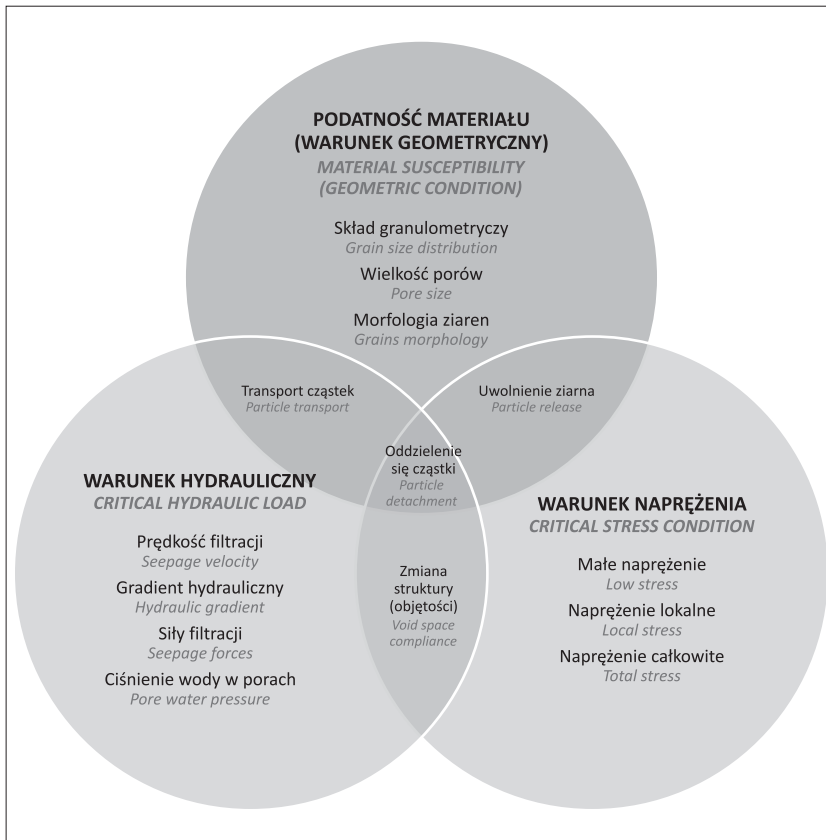 PODATNOŚĆ MATERIAŁU
(WARUNEK GEOMETRYCZNY)
MATERIAL SUSCEPTIBILITY
(GEOMETRIC CONDITION)
Skład granulometryczy
Grain size distribution
Wielkość porów
Pore size
Morfologia ziaren
Grains morphology
Transport cząstek
Particle transport
Uwolnienie ziarna
Particle release
Oddzielenie
się cząstki
Particle
detachment
WARUNEK HYDRAULICZNY
CRITICAL HYDRAULIC LOAD
Prędkość filtracji
Seepage velocity
Gradient hydrauliczny
Hydraulic gradient
Siły filtracji
Seepage forces
Ciśnienie wody w porach
Pore water pressure
Zmiana
struktury
(objętości)
Void space
compliance
WARUNEK NAPRĘŻENIA
CRITICAL STRESS CONDITION
Małe naprężenie
Low stress
Naprężenie lokalne
Local stress
Naprężenie całkowite
Total stress